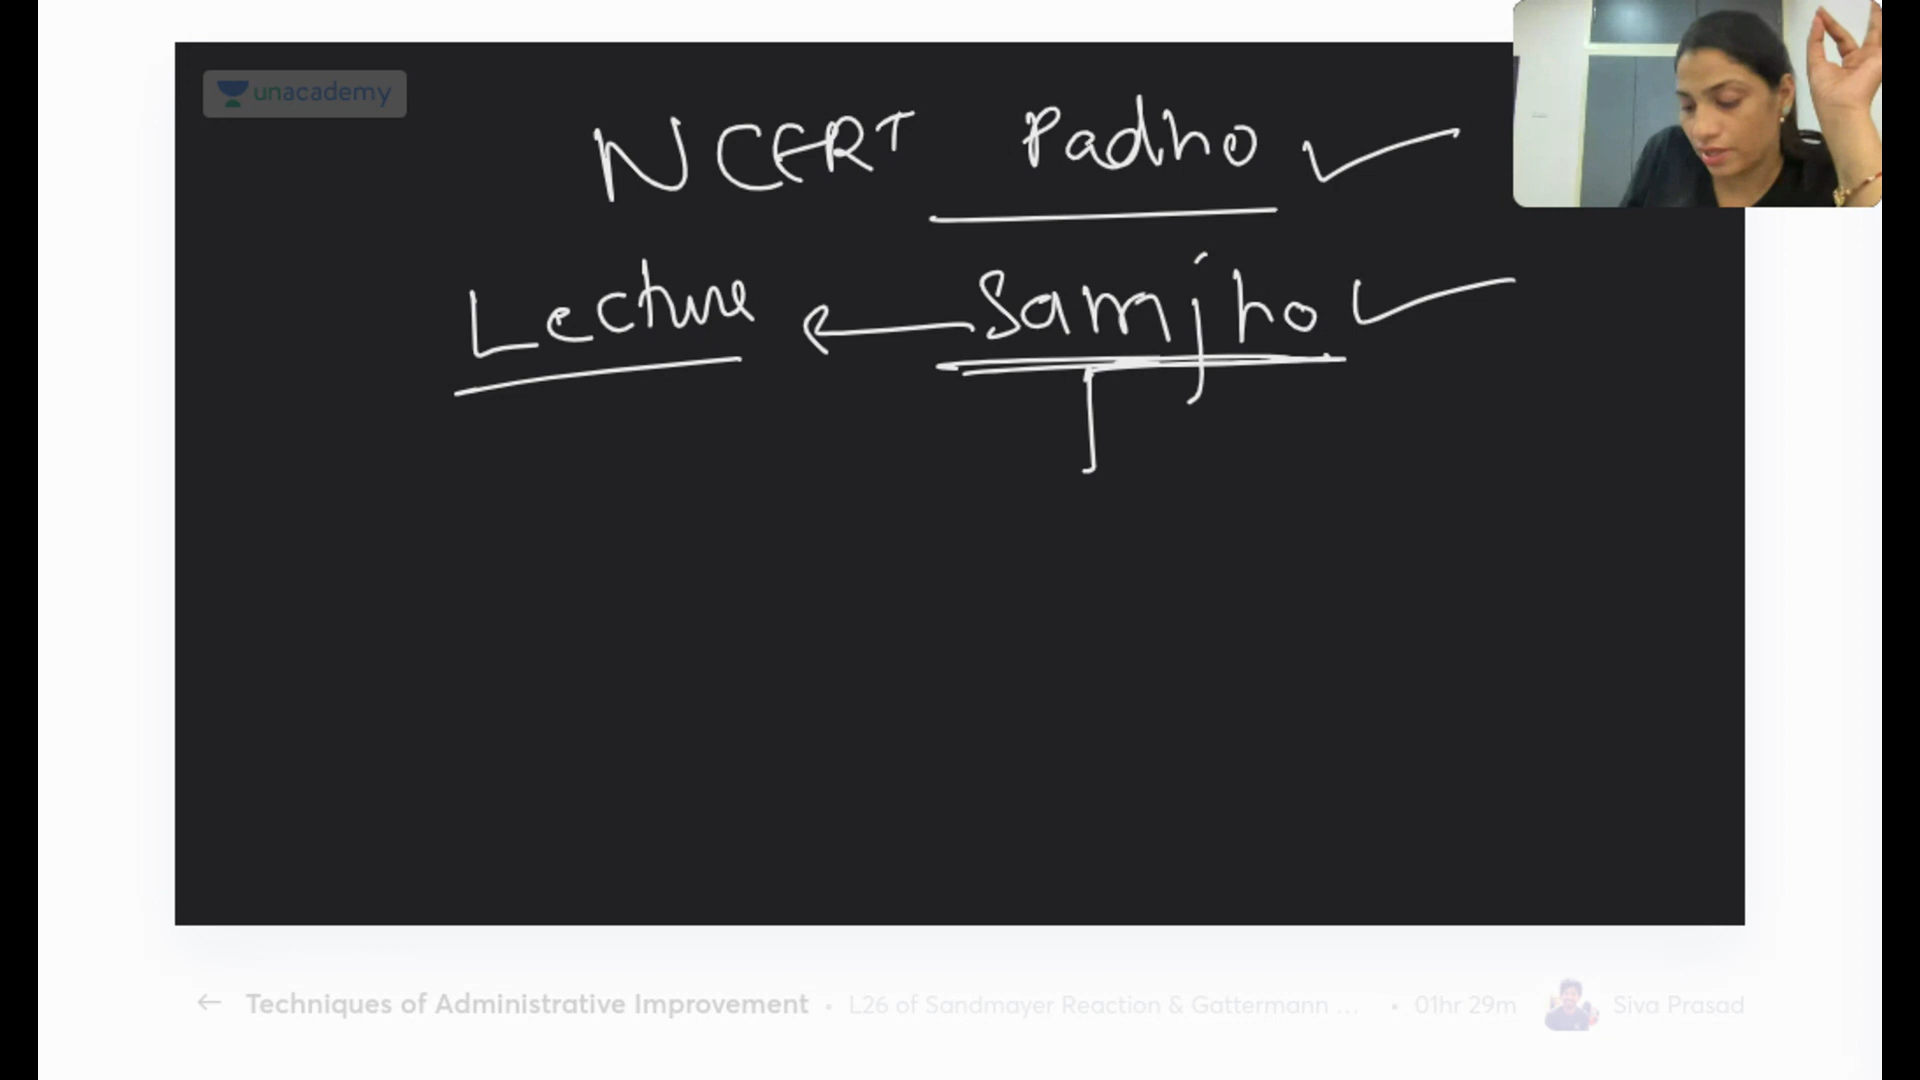 unacademy
NCERT Padho
Lecture ← Samjho
← Techniques of Administrative Improvement • L26 of Sandmayer Reaction & Gattermann ... • 01hr 29m Siva Prasad